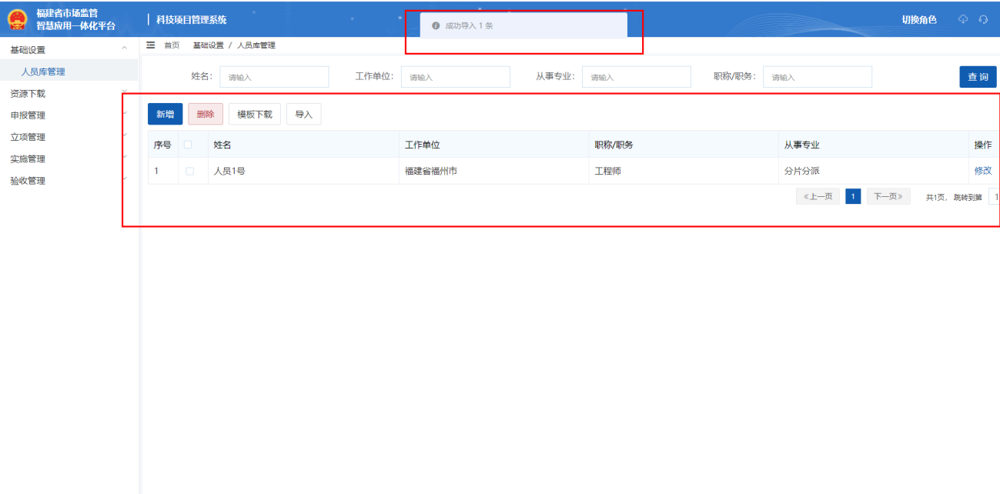 福建省市场监管
智慧应用一体化平台
科技项目管理系统
成功导入 1 条
切换角色
基础设置
人员库管理
资源下载
申报管理
立项管理
实施管理
验收管理
首页 基础设置 / 人员库管理
姓名: 请输入 工作单位: 请输入 从事专业: 请输入 职称/职务: 请输入 查 询
新增 删除 模板下载 导入
序号 姓名 工作单位 职称/职务 从事专业 操作
1 人员1号 福建省福州市 工程师 分片分派 修改
《上一页 1 下一页》 共1页, 跳转到第 1